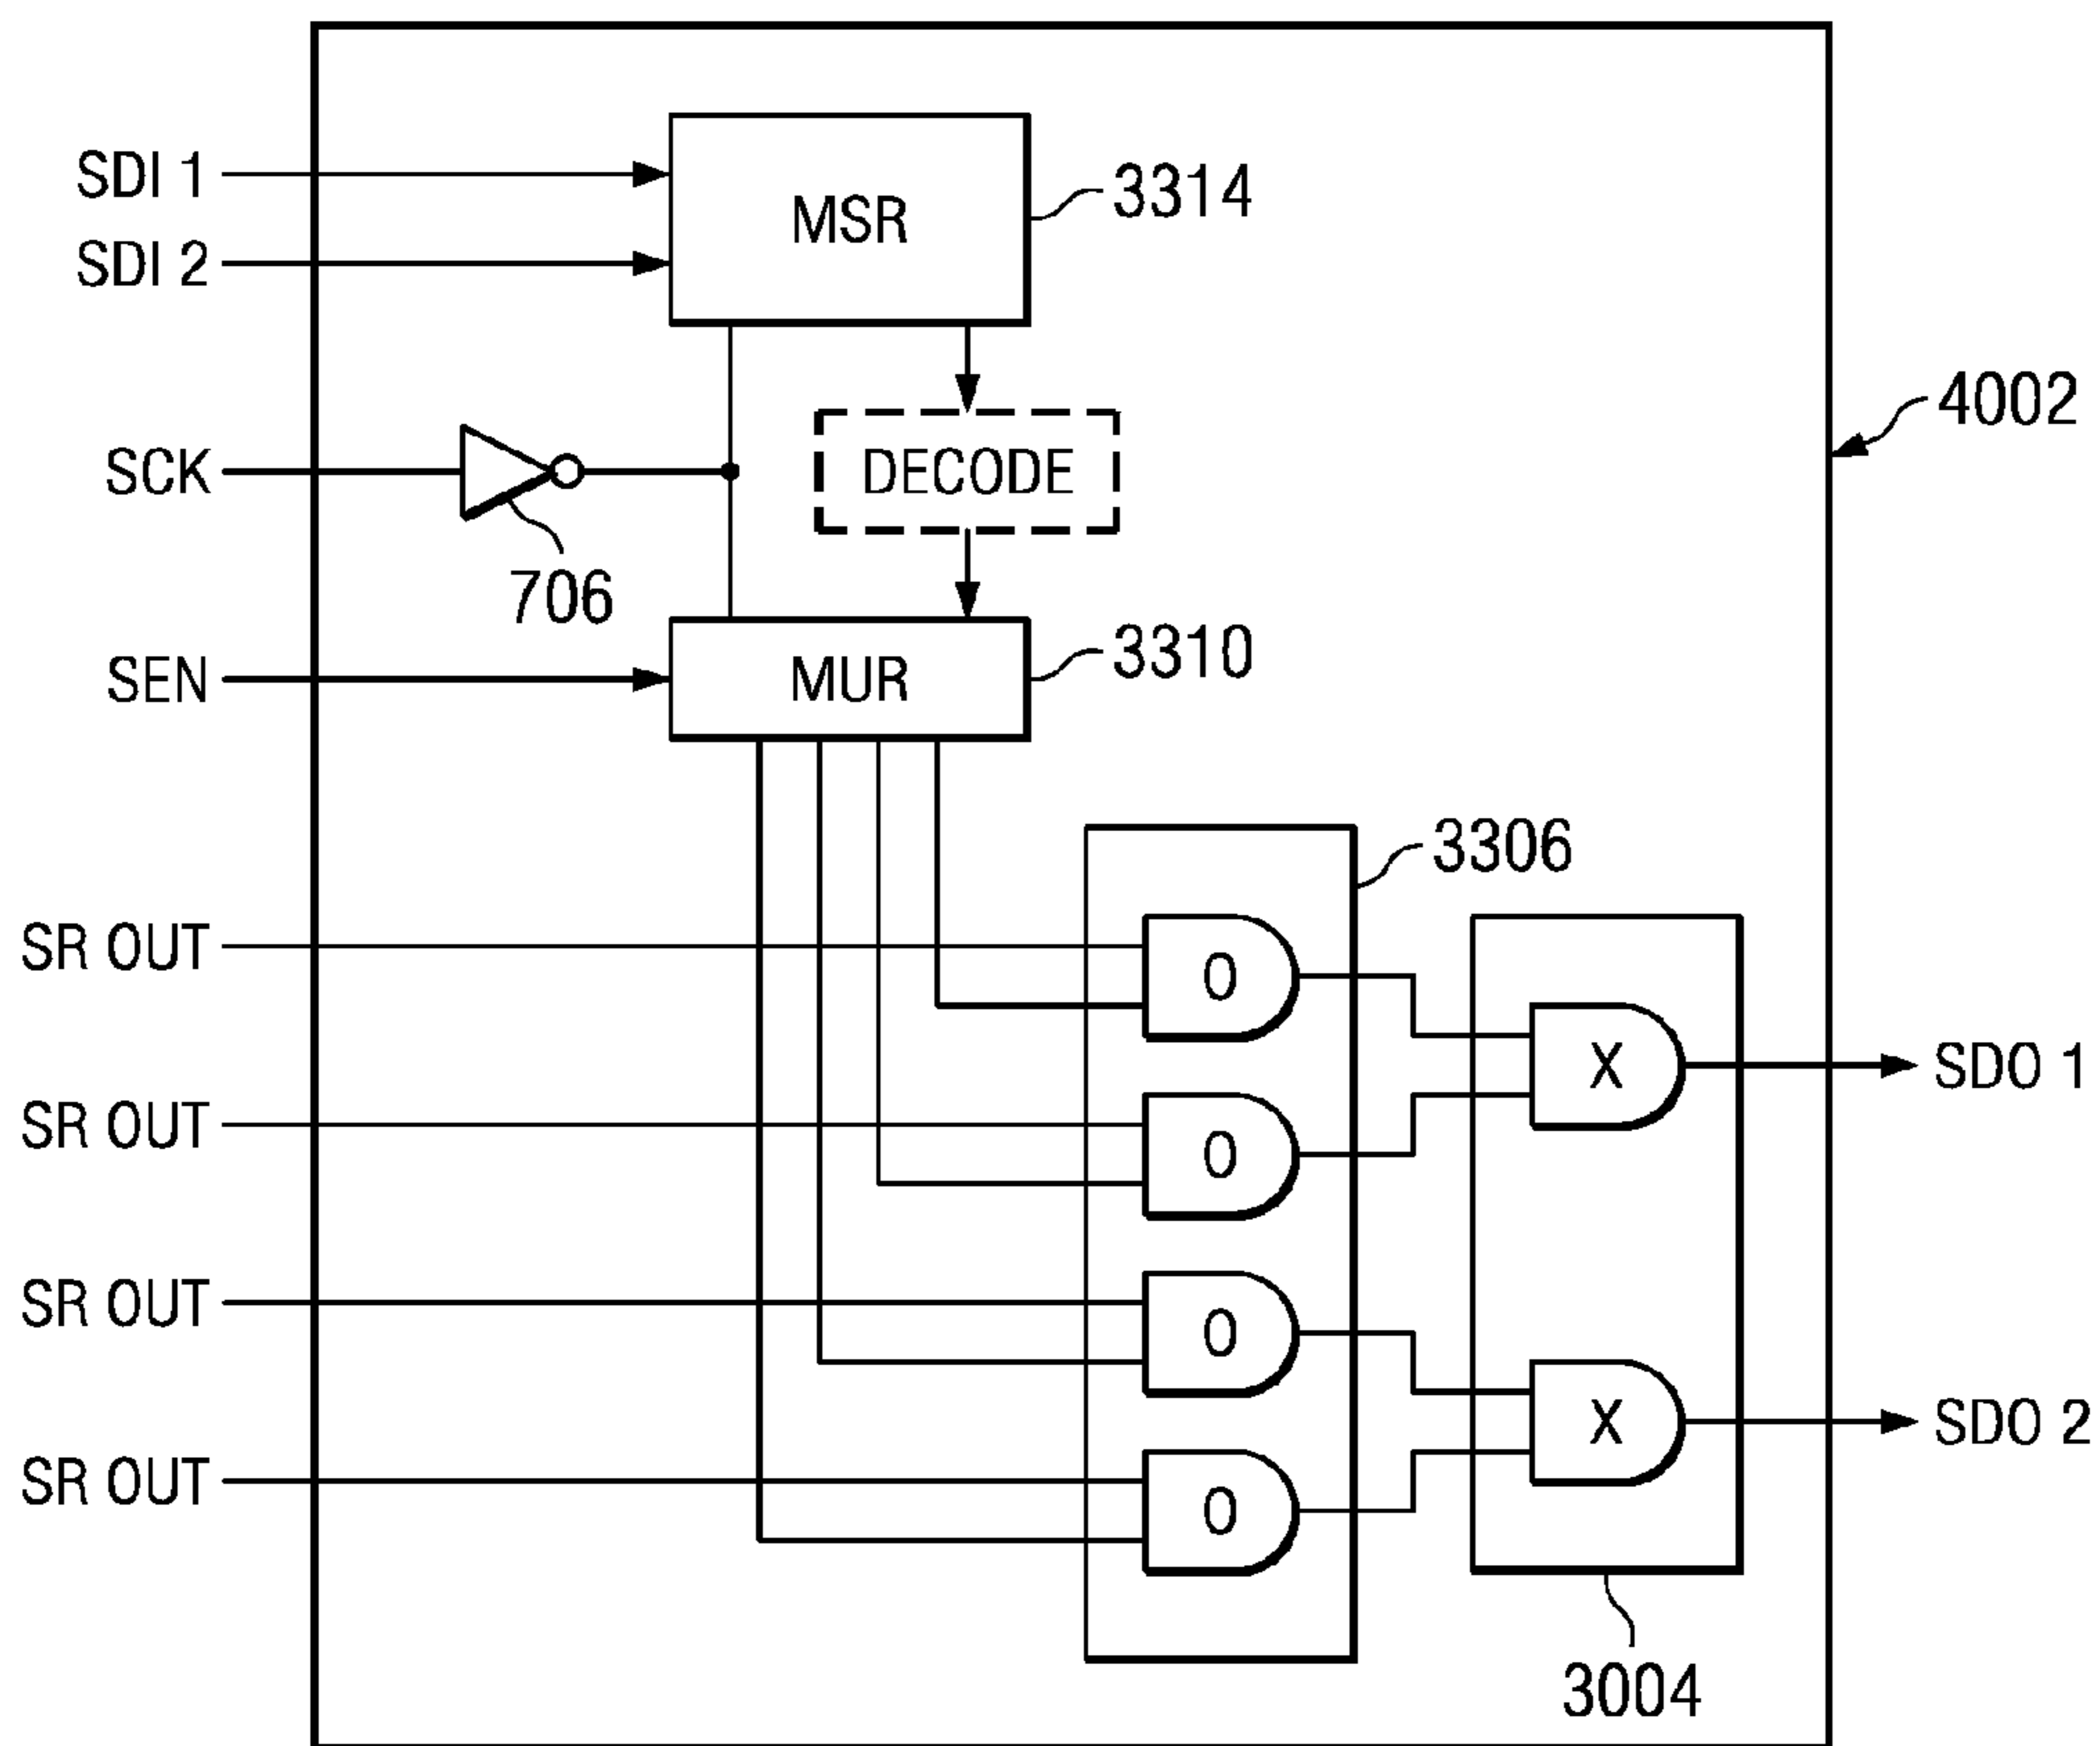 SDI 1
MSR
3314
SDI 2
4002
SCK
DECODE
706
SEN
MUR
3310
3306
SR OUT
O
X
SDO 1
SR OUT
O
SR OUT
O
X
SDO 2
SR OUT
O
3004